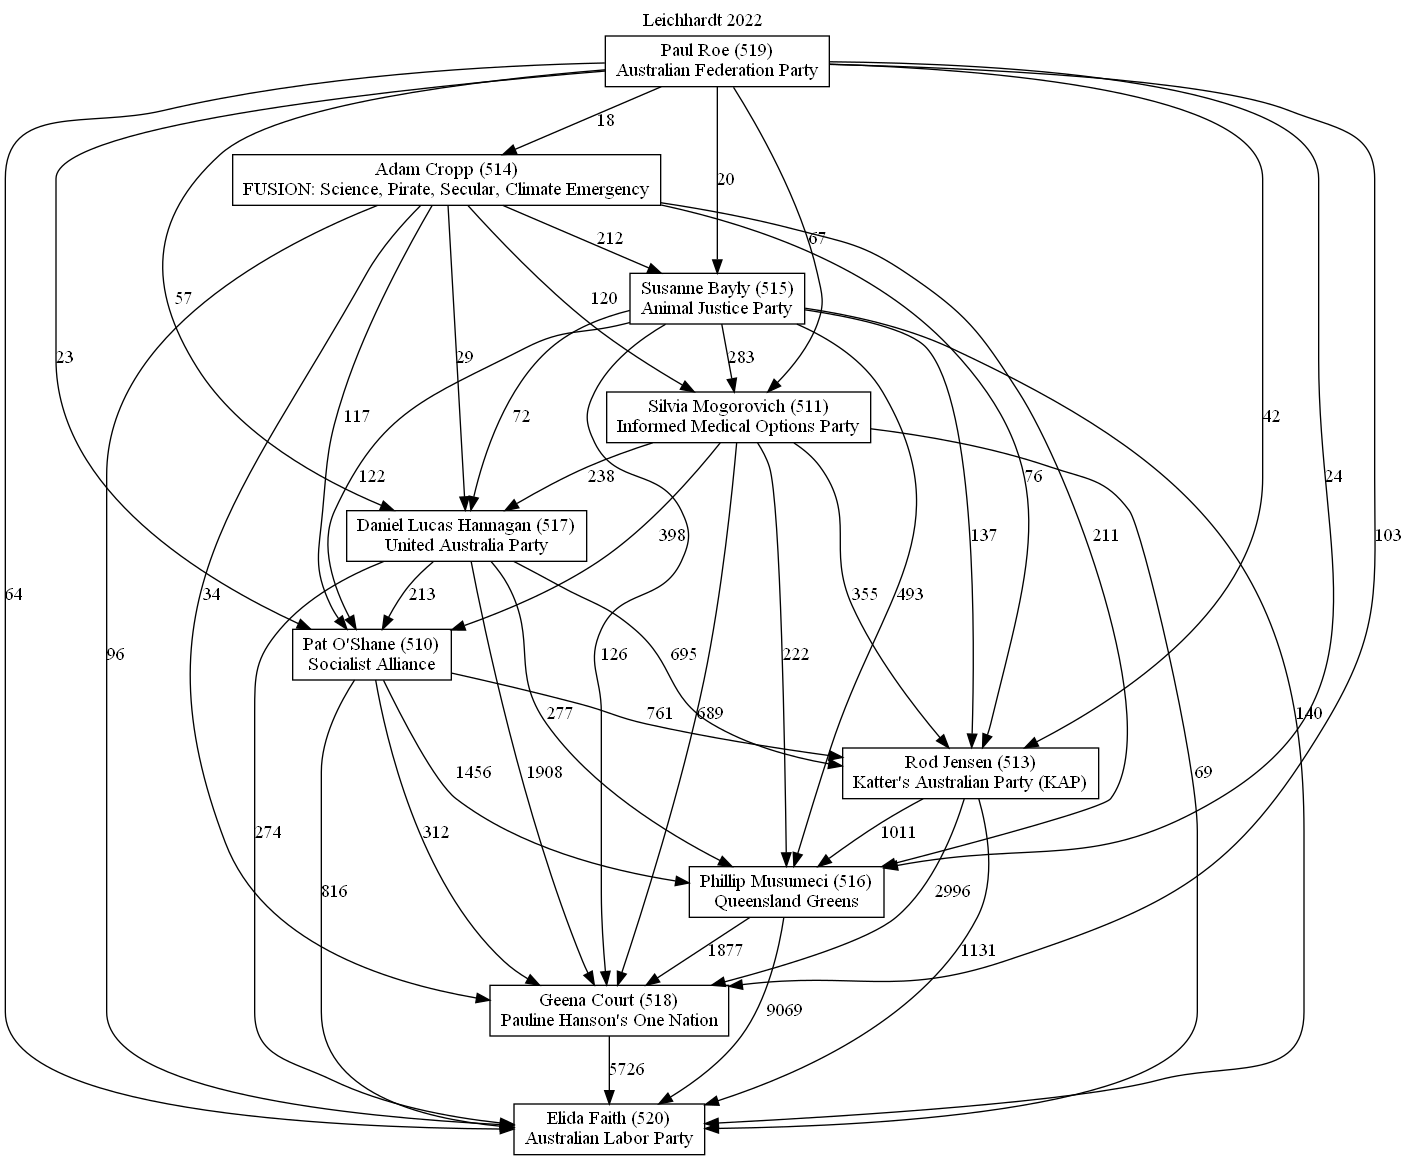 Leichhardt 2022
Paul Roe (519)
Australian Federation Party
18
Adam Cropp (514)
FUSION: Science, Pirate, Secular, Climate Emergency
20
212
67
Susanne Bayly (515)
Animal Justice Party
57
120
23
29
283
Silvia Mogorovich (511)
Informed Medical Options Party
117
72
42
122
238
76
24
Daniel Lucas Hannagan (517)
United Australia Party
398
137
211
103
64
34
213
355
493
Pat O'Shane (510)
Socialist Alliance
96
126
695
222
761
277
689
140
Rod Jensen (513)
Katter's Australian Party (KAP)
1456
1908
69
274
312
1011
Phillip Musumeci (516)
Queensland Greens
816
2996
1877
1131
Geena Court (518)
Pauline Hanson's One Nation
9069
5726
Elida Faith (520)
Australian Labor Party